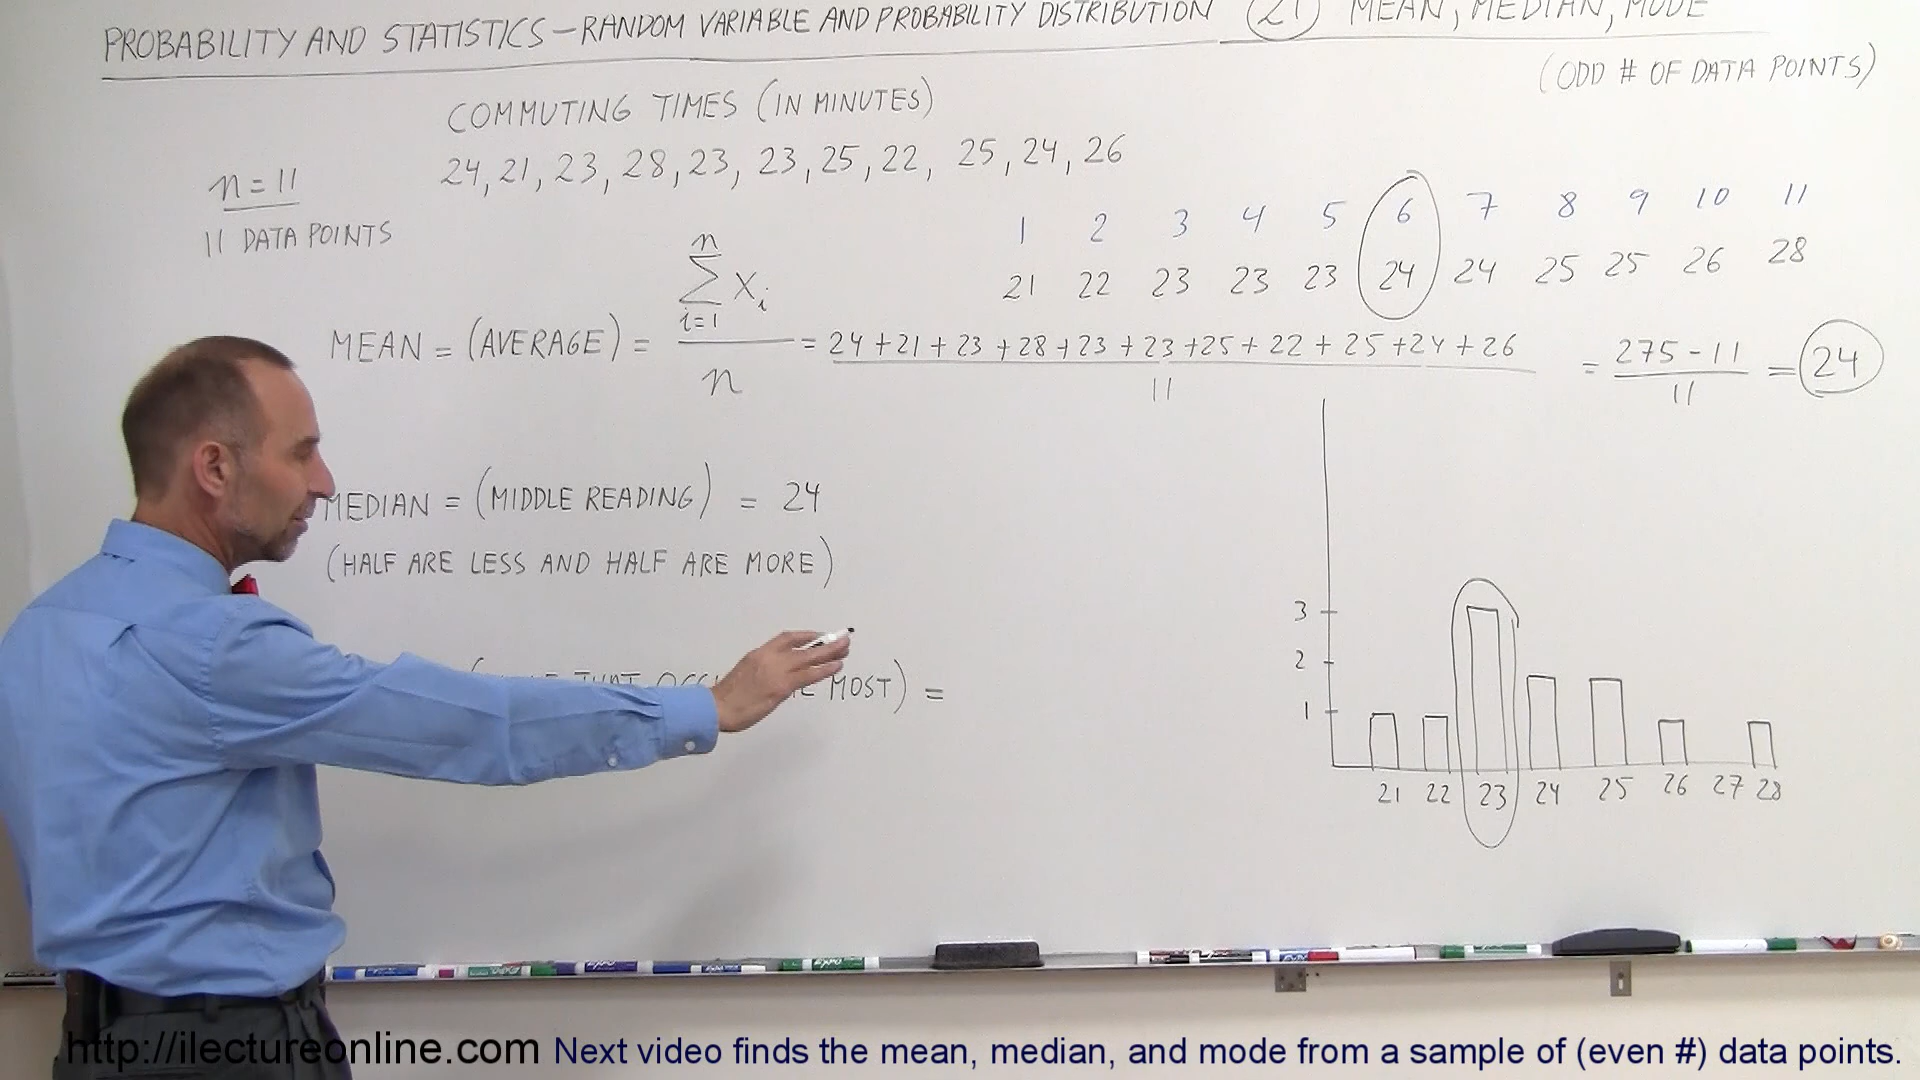 PROBABILITY AND STATISTICS – RANDOM VARIABLE AND PROBABILITY DISTRIBUTION (21) MEAN, MEDIAN, MODE
(ODD # OF DATA POINTS)
COMMUTING TIMES (IN MINUTES)
24, 21, 23, 28, 23, 23, 25, 22, 25, 24, 26
n = 11
11 DATA POINTS
1 2 3 4 5 6 7 8 9 10 11
21 22 23 23 23 24 24 25 25 26 28
n
∑ Xi
i=1
MEAN = (AVERAGE) = = 24 + 21 + 23 + 28 + 23 + 23 + 25 + 22 + 25 + 24 + 26 = 275 - 11 = 24
n 11 11
MEDIAN = (MIDDLE READING) = 24
(HALF ARE LESS AND HALF ARE MORE)
THAT MOST) =
3
2
1
21 22 23 24 25 26 27 28
EXPO
http://ilectureonline.com Next video finds the mean, median, and mode from a sample of (even #) data points.